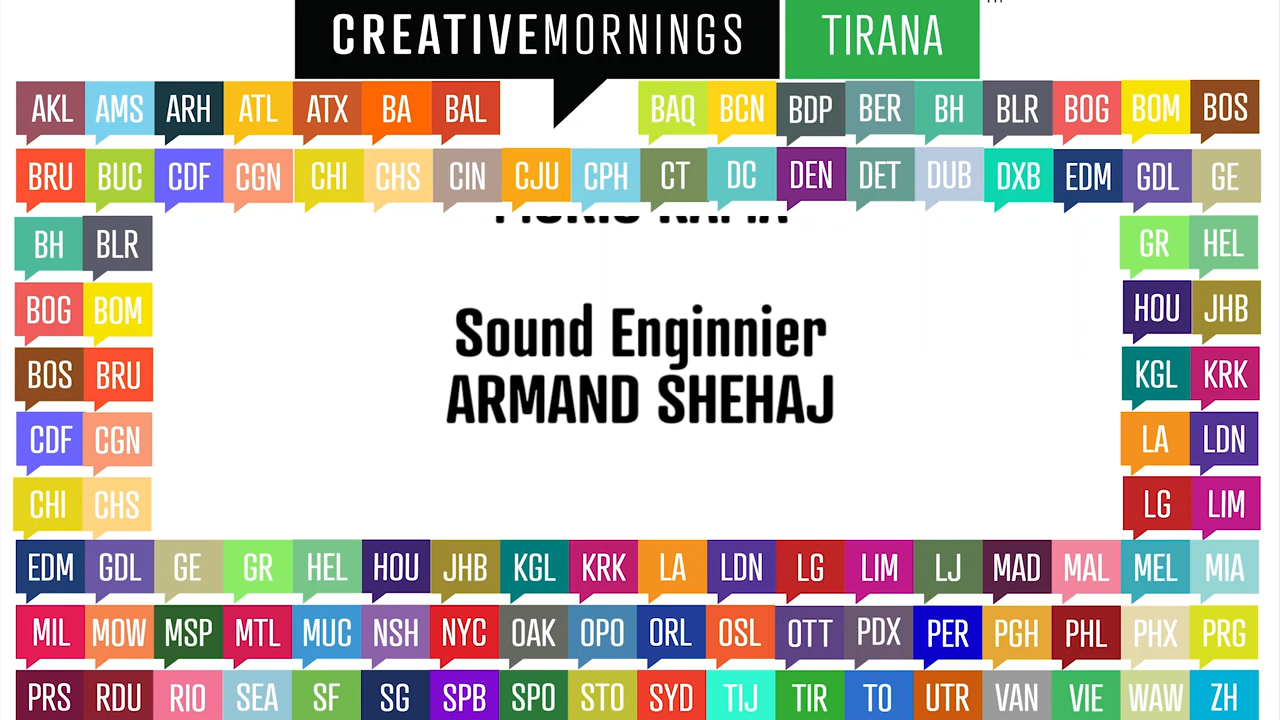 CREATIVEMORNINGS TIRANA
AKL AMS ARH ATL ATX BA BAL BAQ BCN BDP BER BH BLR BOG BOM BOS
BRU BUC CDF CGN CHI CHS CIN CJU CPH CT DC DEN DET DUB DXB EDM GDL GE
BH BLR GR HEL
BOG BOM HOU JHB
Sound Enginnier
BOS BRU KGL KRK
ARMAND SHEHAJ
CDF CGN LA LDN
CHI CHS LG LIM
EDM GDL GE GR HEL HOU JHB KGL KRK LA LDN LG LIM LJ MAD MAL MEL MIA
MIL MOW MSP MTL MUC NSH NYC OAK OPO ORL OSL OTT PDX PER PGH PHL PHX PRG
PRS RDU RIO SEA SF SG SPB SPO STO SYD TIJ TIR TO UTR VAN VIE WAW ZH